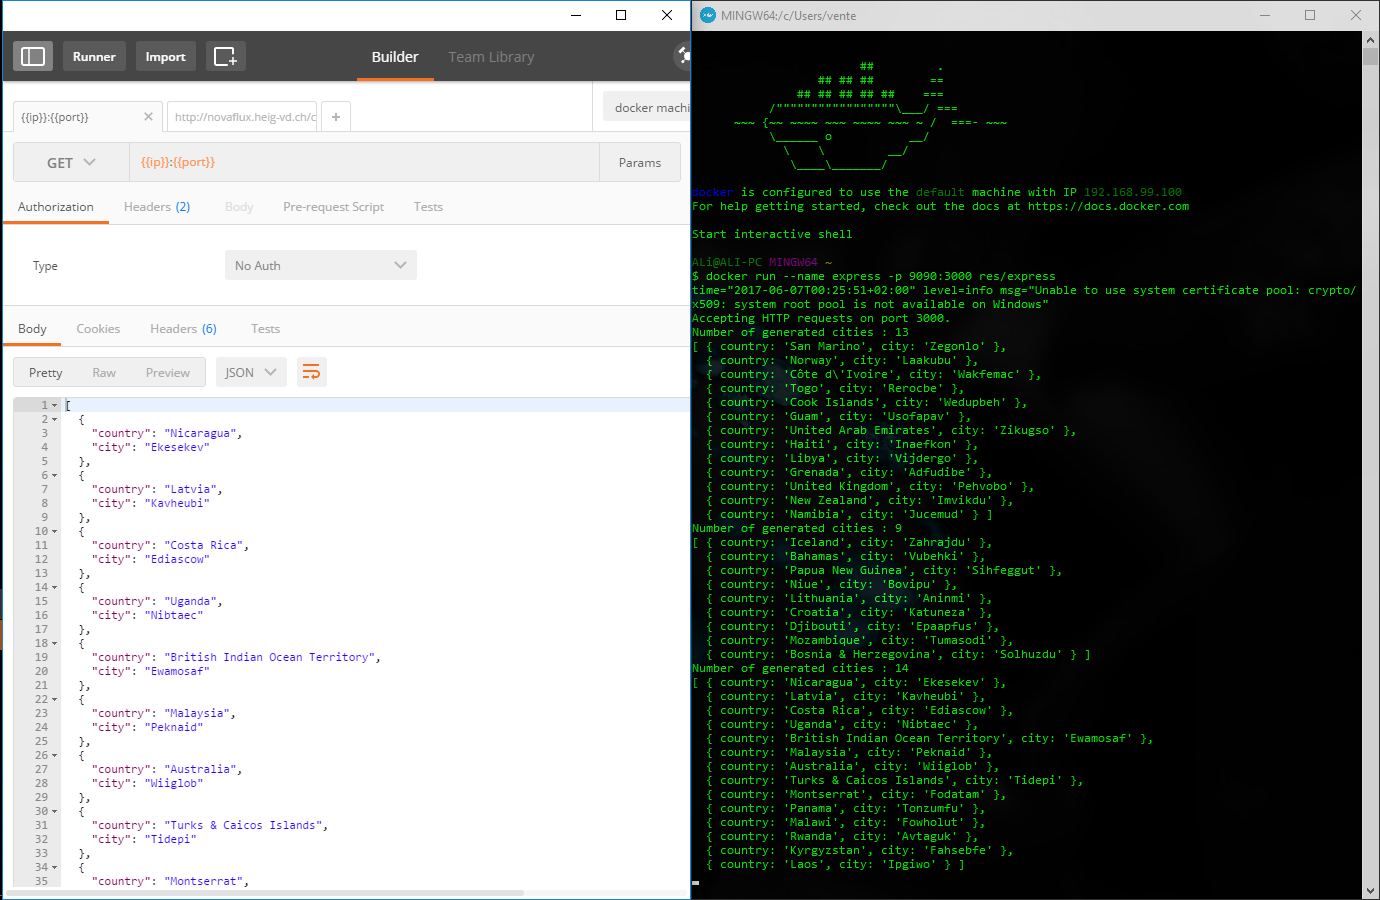 Runner
Import
Builder
Team Library
{{ip}}:{{port}}
http://novaflux.heig-vd.ch/c
+
docker machi
GET
{{ip}}:{{port}}
Params
Authorization
Headers (2)
Body
Pre-request Script
Tests
Type
No Auth
Body
Cookies
Headers (6)
Tests
Pretty
Raw
Preview
JSON
1 [
2 {
3 "country": "Nicaragua",
4 "city": "Ekesekev"
5 },
6 {
7 "country": "Latvia",
8 "city": "Kavheubi"
9 },
10 {
11 "country": "Costa Rica",
12 "city": "Ediascow"
13 },
14 {
15 "country": "Uganda",
16 "city": "Nibtaec"
17 },
18 {
19 "country": "British Indian Ocean Territory",
20 "city": "Ewamosaf"
21 },
22 {
23 "country": "Malaysia",
24 "city": "Peknaid"
25 },
26 {
27 "country": "Australia",
28 "city": "Wiiglob"
29 },
30 {
31 "country": "Turks & Caicos Islands",
32 "city": "Tidepi"
33 },
34 {
35 "country": "Montserrat",
MINGW64:/c/Users/vente
## .
## ## ## ==
## ## ## ## ## ===
/"""""""""""""""""\___/ ===
~~~ {~~ ~~~~ ~~~ ~~~~ ~~~ ~ / ===- ~~~
\______ o __/
\ \ __/
\____\_______/
docker is configured to use the default machine with IP 192.168.99.100
For help getting started, check out the docs at https://docs.docker.com
Start interactive shell
ALi@ALI-PC MINGW64 ~
$ docker run --name express -p 9090:3000 res/express
time="2017-06-07T00:25:51+02:00" level=info msg="Unable to use system certificate pool: crypto/
x509: system root pool is not available on Windows"
Accepting HTTP requests on port 3000.
Number of generated cities : 13
[ { country: 'San Marino', city: 'Zegonlo' },
{ country: 'Norway', city: 'Laakubu' },
{ country: 'Côte d\'Ivoire', city: 'Wakfemac' },
{ country: 'Togo', city: 'Rerocbe' },
{ country: 'Cook Islands', city: 'Wedupbeh' },
{ country: 'Guam', city: 'Usofapav' },
{ country: 'United Arab Emirates', city: 'Zikugso' },
{ country: 'Haiti', city: 'Inaefkon' },
{ country: 'Libya', city: 'Vijdergo' },
{ country: 'Grenada', city: 'Adfudibe' },
{ country: 'United Kingdom', city: 'Pehvobo' },
{ country: 'New Zealand', city: 'Imvikdu' },
{ country: 'Namibia', city: 'Jucemud' } ]
Number of generated cities : 9
[ { country: 'Iceland', city: 'Zahrajdu' },
{ country: 'Bahamas', city: 'Vubehki' },
{ country: 'Papua New Guinea', city: 'Sihfeggut' },
{ country: 'Niue', city: 'Bovipu' },
{ country: 'Lithuania', city: 'Aninmi' },
{ country: 'Croatia', city: 'Katuneza' },
{ country: 'Djibouti', city: 'Epaapfus' },
{ country: 'Mozambique', city: 'Tumasodi' },
{ country: 'Bosnia & Herzegovina', city: 'Solhuzdu' } ]
Number of generated cities : 14
[ { country: 'Nicaragua', city: 'Ekesekev' },
{ country: 'Latvia', city: 'Kavheubi' },
{ country: 'Costa Rica', city: 'Ediascow' },
{ country: 'Uganda', city: 'Nibtaec' },
{ country: 'British Indian Ocean Territory', city: 'Ewamosaf' },
{ country: 'Malaysia', city: 'Peknaid' },
{ country: 'Australia', city: 'Wiiglob' },
{ country: 'Turks & Caicos Islands', city: 'Tidepi' },
{ country: 'Montserrat', city: 'Fodatam' },
{ country: 'Panama', city: 'Tonzumfu' },
{ country: 'Malawi', city: 'Fowholut' },
{ country: 'Rwanda', city: 'Avtaguk' },
{ country: 'Kyrgyzstan', city: 'Fahsebfe' },
{ country: 'Laos', city: 'Ipgiwo' } ]